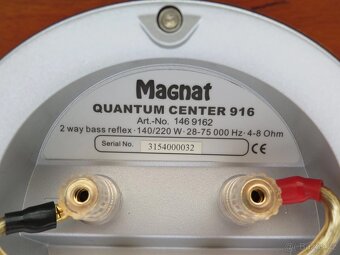 Magnat
QUANTUM CENTER 916
Art.-No. 146 9162
2 way bass reflex · 140/220 W · 28-75 000 Hz · 4-8 Ohm
Serial No. 3154000032 CE